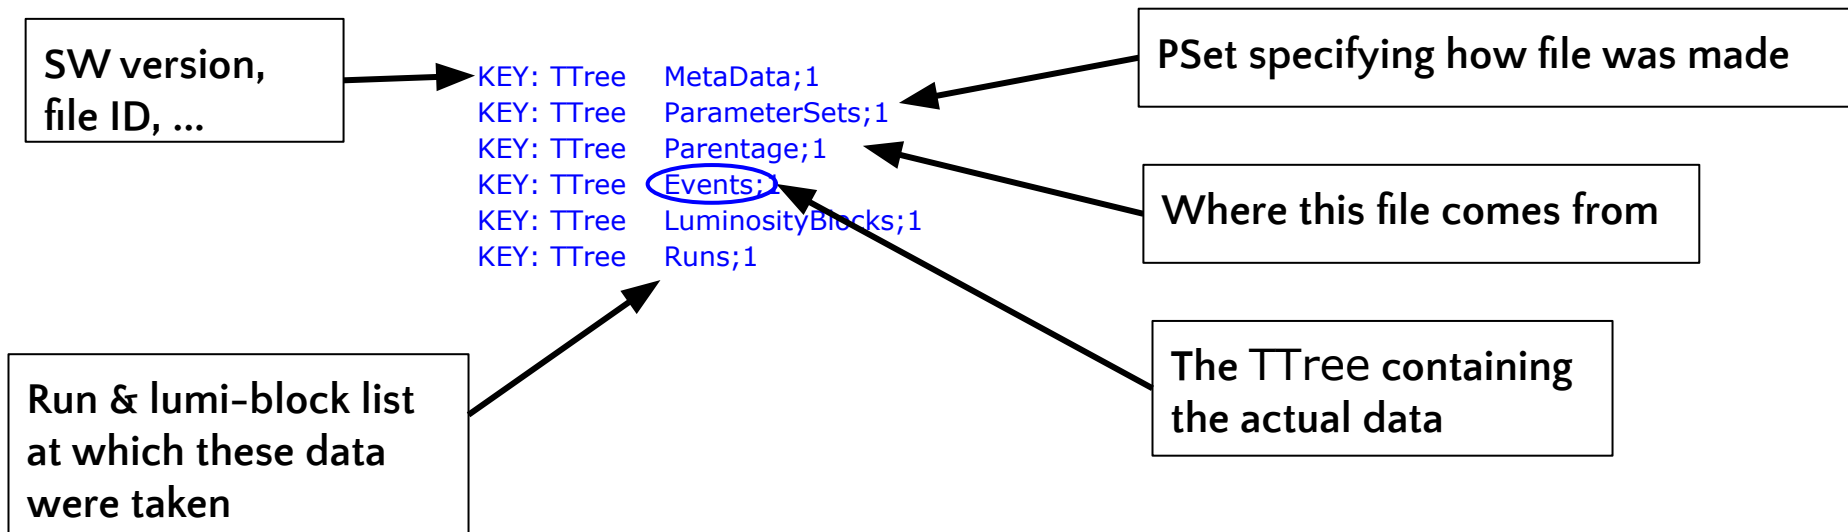 SW version,
file ID, ...
KEY: TTree MetaData;1
KEY: TTree ParameterSets;1
KEY: TTree Parentage;1
KEY: TTree Events;1
KEY: TTree LuminosityBlocks;1
KEY: TTree Runs;1
PSet specifying how file was made
Where this file comes from
The TTree containing
the actual data
Run & lumi-block list
at which these data
were taken